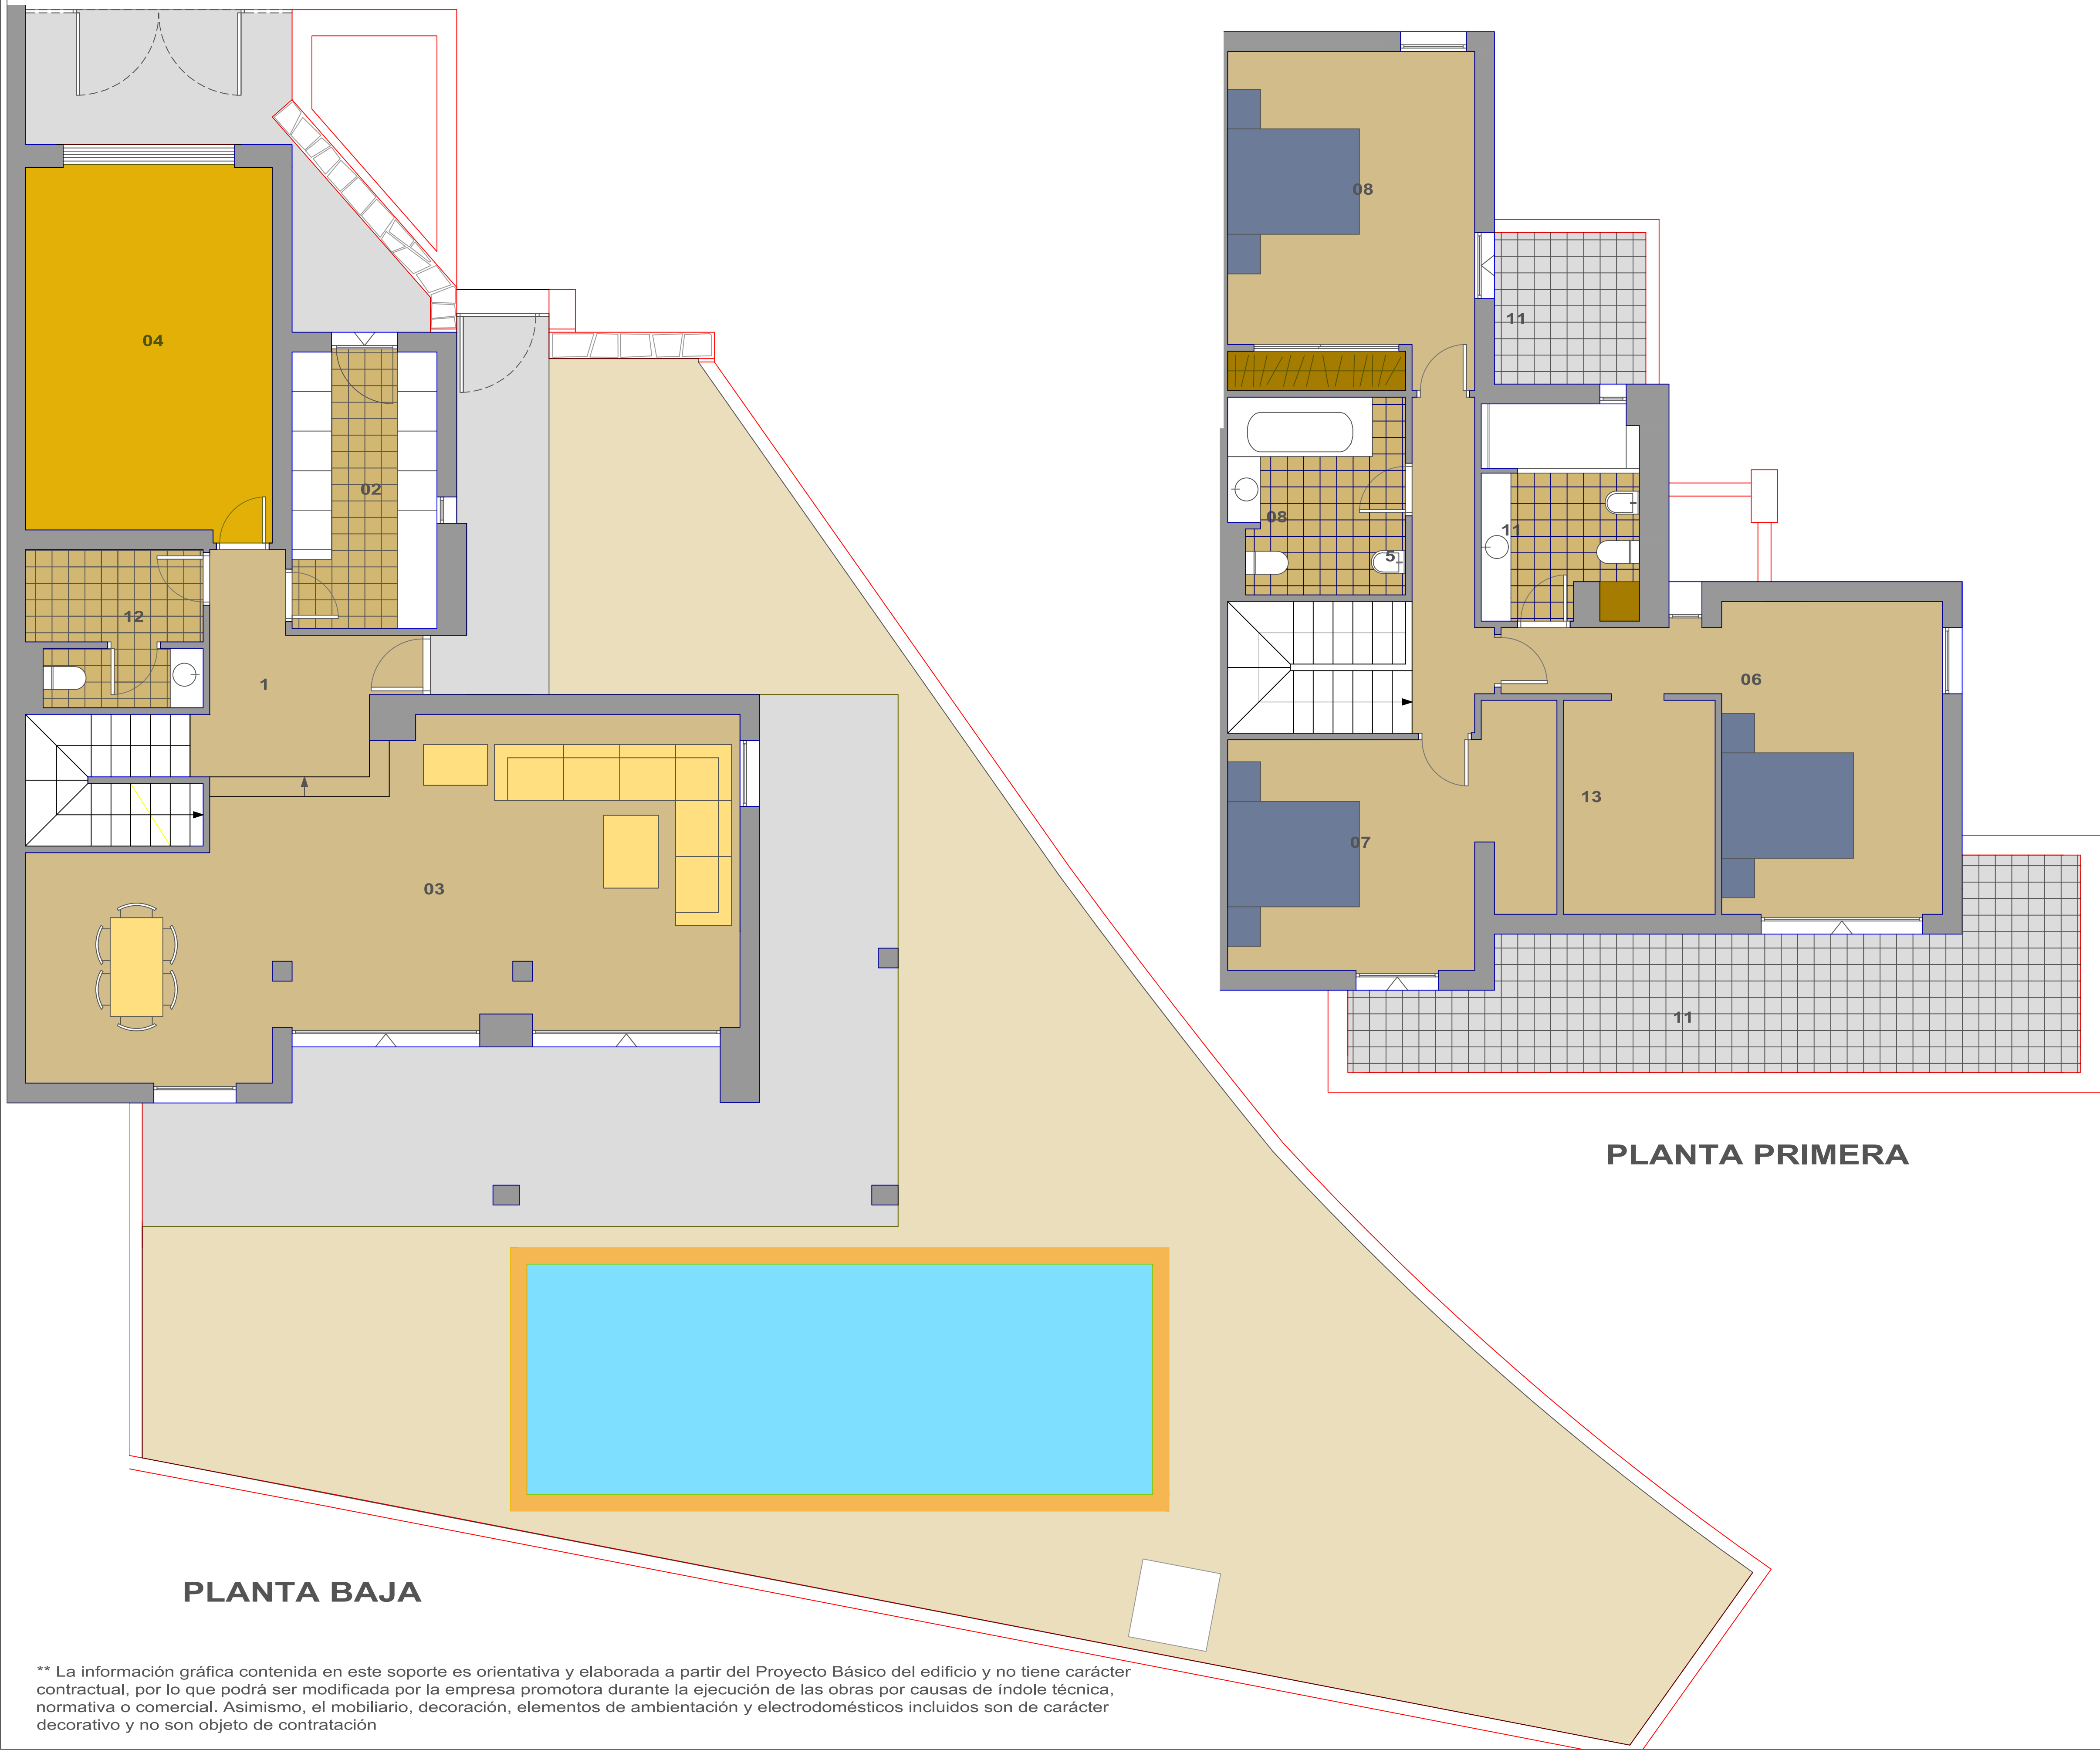 04
02
12
1
03
08
11
08
5
11
06
13
07
11
PLANTA PRIMERA
PLANTA BAJA
** La información gráfica contenida en este soporte es orientativa y elaborada a partir del Proyecto Básico del edificio y no tiene carácter
contractual, por lo que podrá ser modificada por la empresa promotora durante la ejecución de las obras por causas de índole técnica,
normativa o comercial. Asimismo, el mobiliario, decoración, elementos de ambientación y electrodomésticos incluidos son de carácter
decorativo y no son objeto de contratación